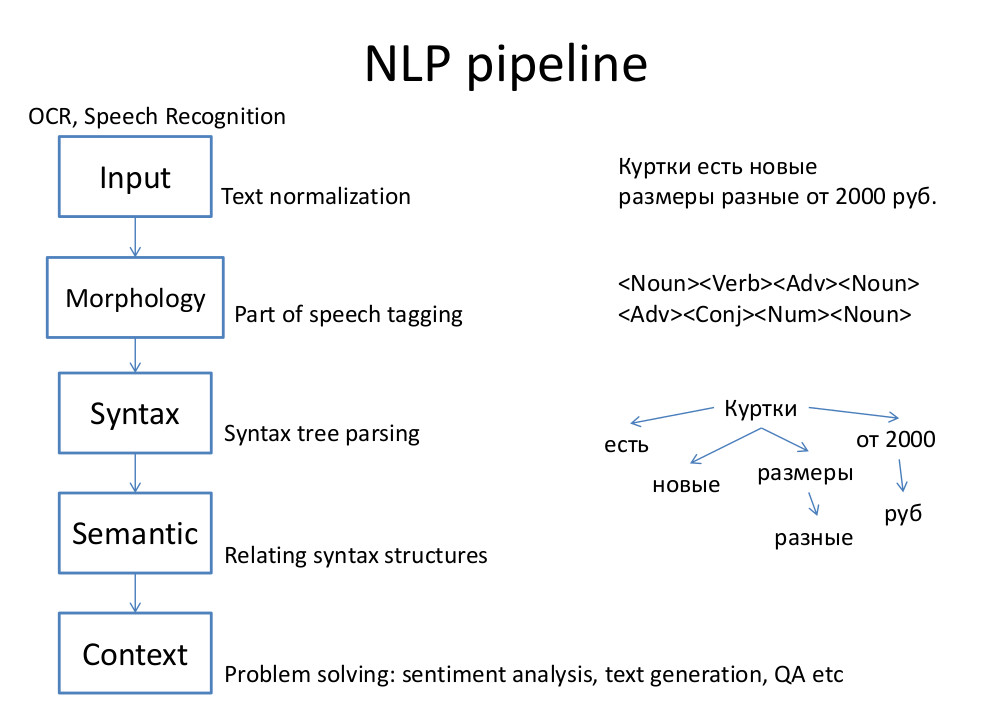 NLP pipeline
OCR, Speech Recognition
Input
Text normalization
Куртки есть новые
размеры разные от 2000 руб.
Morphology
Part of speech tagging
<Noun><Verb><Adv><Noun>
<Adv><Conj><Num><Noun>
Syntax
Syntax tree parsing
Куртки
есть
от 2000
новые
размеры
руб
разные
Semantic
Relating syntax structures
Context
Problem solving: sentiment analysis, text generation, QA etc